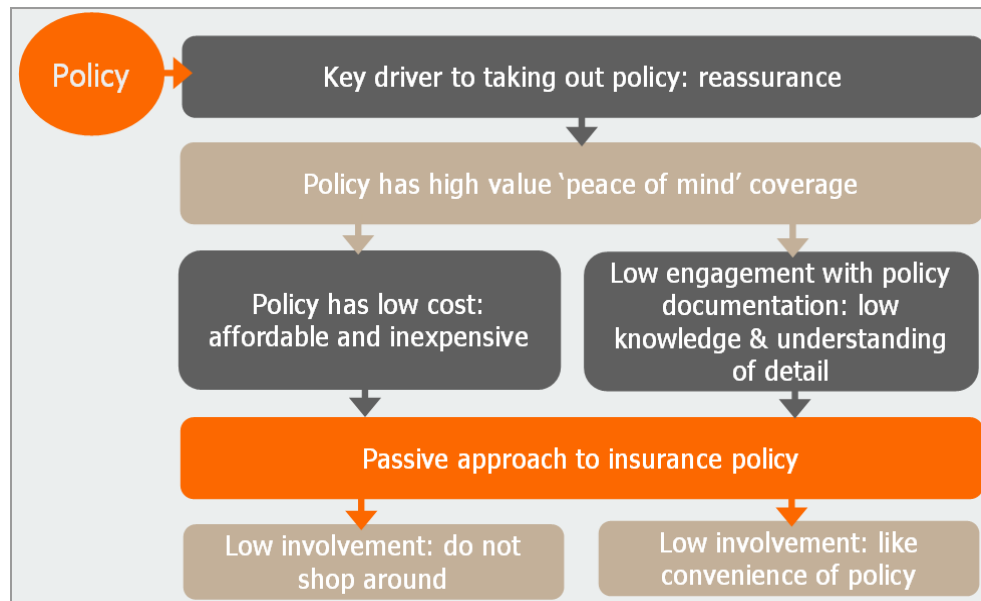 Policy
Key driver to taking out policy: reassurance
Policy has high value ‘peace of mind’ coverage
Policy has low cost:
affordable and inexpensive
Low engagement with policy
documentation: low
knowledge & understanding
of detail
Passive approach to insurance policy
Low involvement: do not
shop around
Low involvement: like
convenience of policy